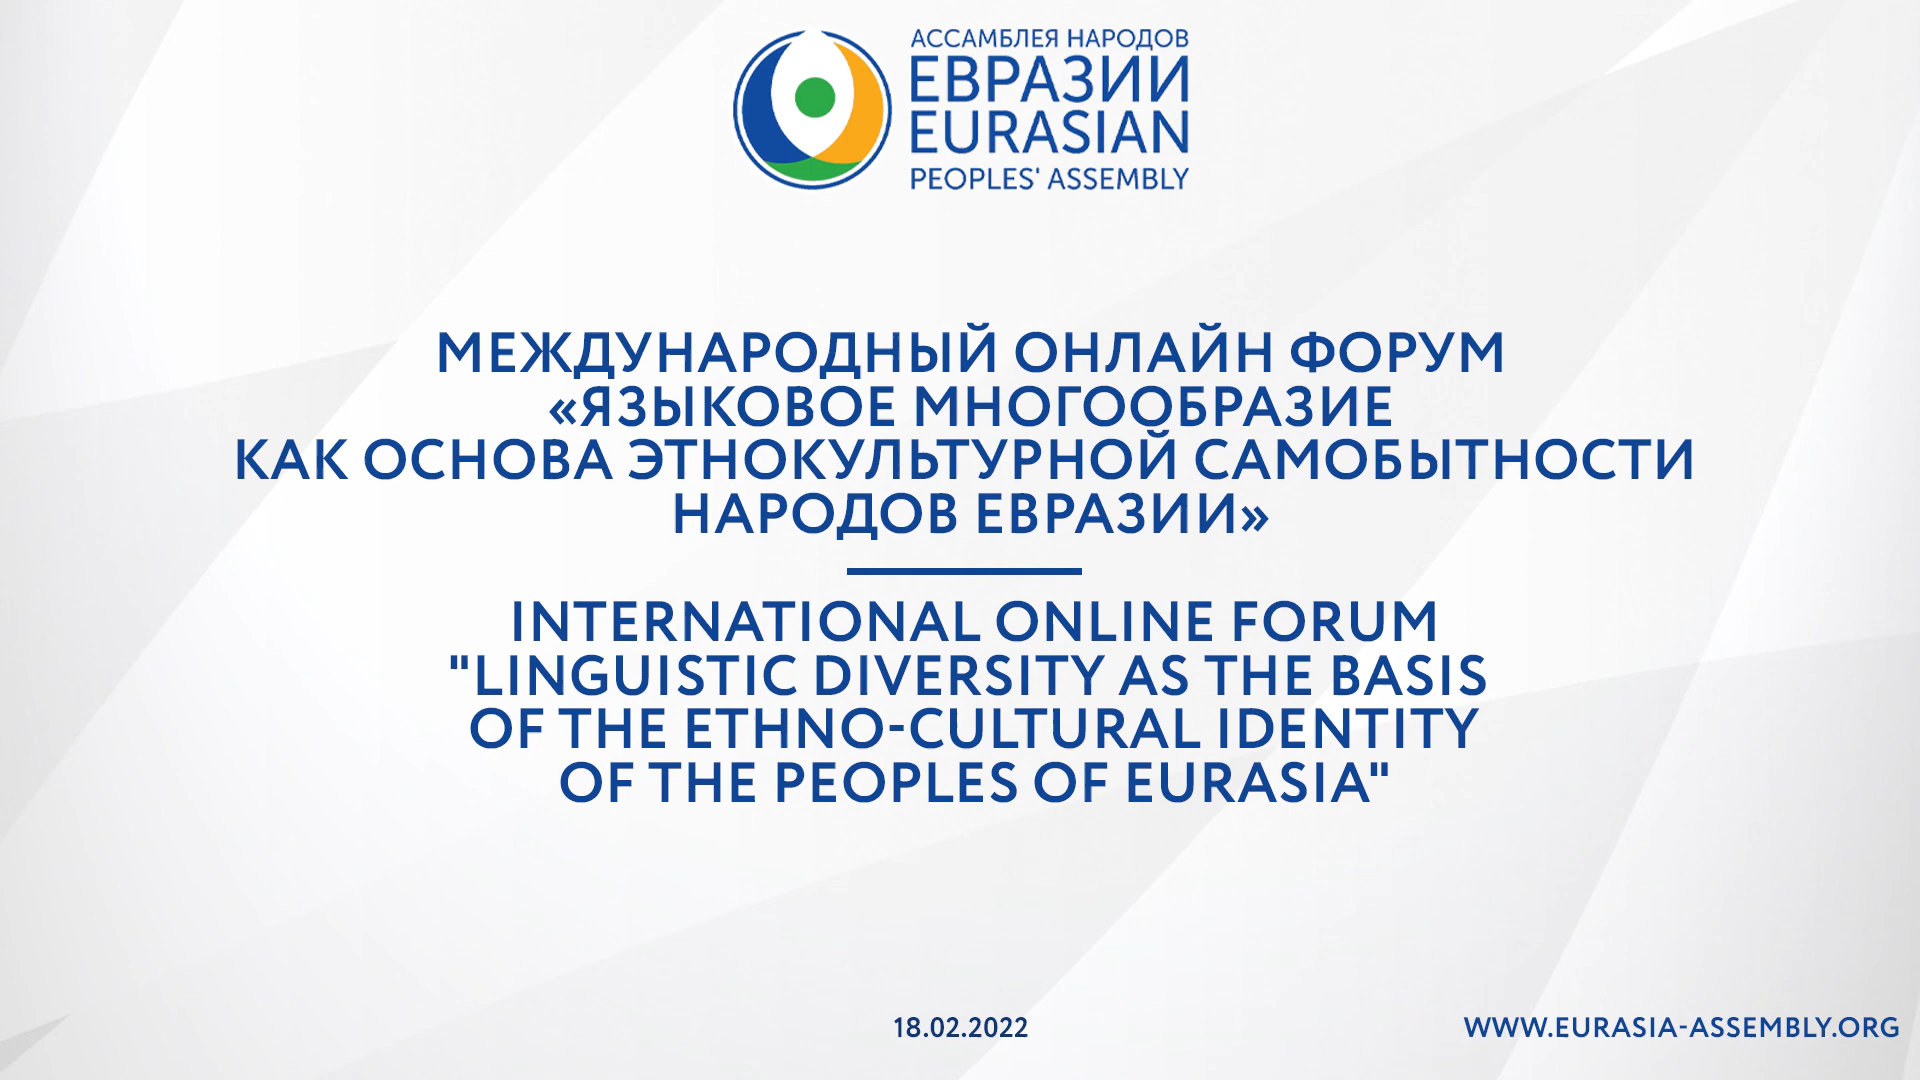 АССАМБЛЕЯ НАРОДОВ
ЕВРАЗИИ
EURASIAN
PEOPLES' ASSEMBLY
МЕЖДУНАРОДНЫЙ ОНЛАЙН ФОРУМ
«ЯЗЫКОВОЕ МНОГООБРАЗИЕ
КАК ОСНОВА ЭТНОКУЛЬТУРНОЙ САМОБЫТНОСТИ
НАРОДОВ ЕВРАЗИИ»
INTERNATIONAL ONLINE FORUM
"LINGUISTIC DIVERSITY AS THE BASIS
OF THE ETHNO-CULTURAL IDENTITY
OF THE PEOPLES OF EURASIA"
18.02.2022
WWW.EURASIA-ASSEMBLY.ORG